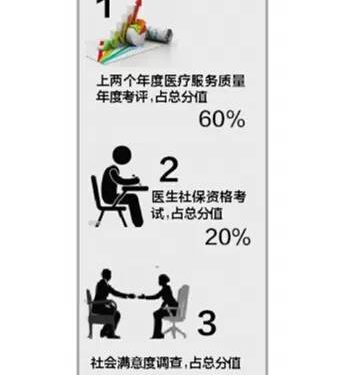 1
上两个年度医疗服务质量
年度考评,占总分值
60%
2
医生社保资格考
试,占总分值
20%
3
社会满意度调查,占总分值